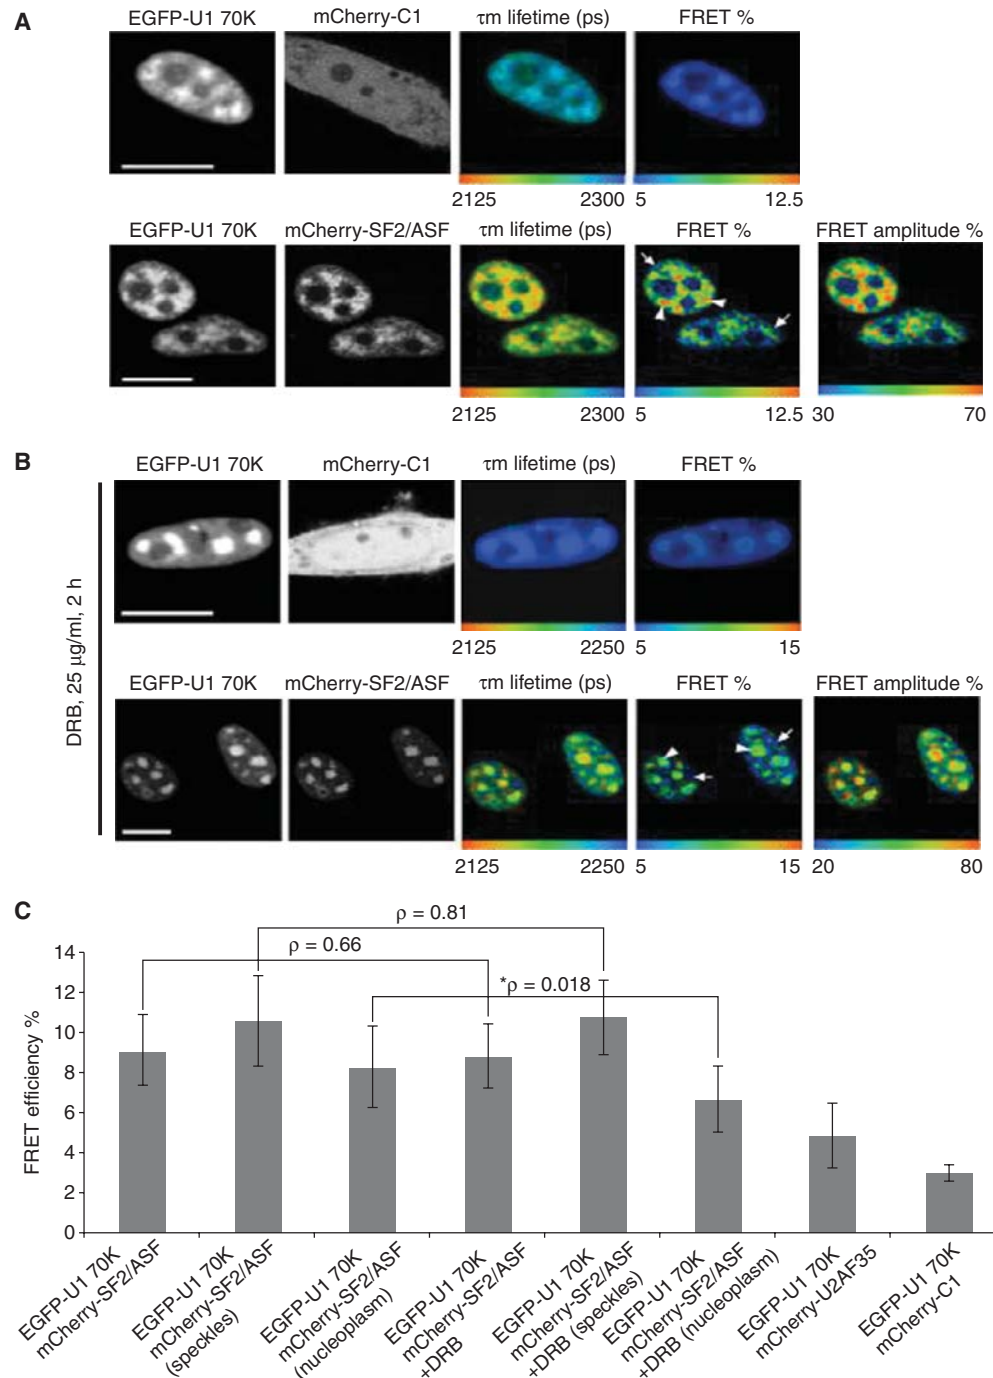 A
EGFP-U1 70K mCherry-C1 τm lifetime (ps) FRET %
2125 2300 5 12.5
EGFP-U1 70K mCherry-SF2/ASF τm lifetime (ps) FRET % FRET amplitude %
2125 2300 5 12.5 30 70
B
DRB, 25 μg/ml, 2 h
EGFP-U1 70K mCherry-C1 τm lifetime (ps) FRET %
2125 2250 5 15
EGFP-U1 70K mCherry-SF2/ASF τm lifetime (ps) FRET % FRET amplitude %
2125 2250 5 15 20 80
C
ρ = 0.81
ρ = 0.66
*ρ = 0.018
FRET efficiency %
14
12
10
8
6
4
2
0
EGFP-U1 70K
mCherry-SF2/ASF
EGFP-U1 70K
mCherry-SF2/ASF
(speckles)
EGFP-U1 70K
mCherry-SF2/ASF
(nucleoplasm)
EGFP-U1 70K
mCherry-SF2/ASF
+DRB
EGFP-U1 70K
mCherry-SF2/ASF
+DRB (speckles)
EGFP-U1 70K
mCherry-SF2/ASF
+DRB (nucleoplasm)
EGFP-U1 70K
mCherry-U2AF35
EGFP-U1 70K
mCherry-C1